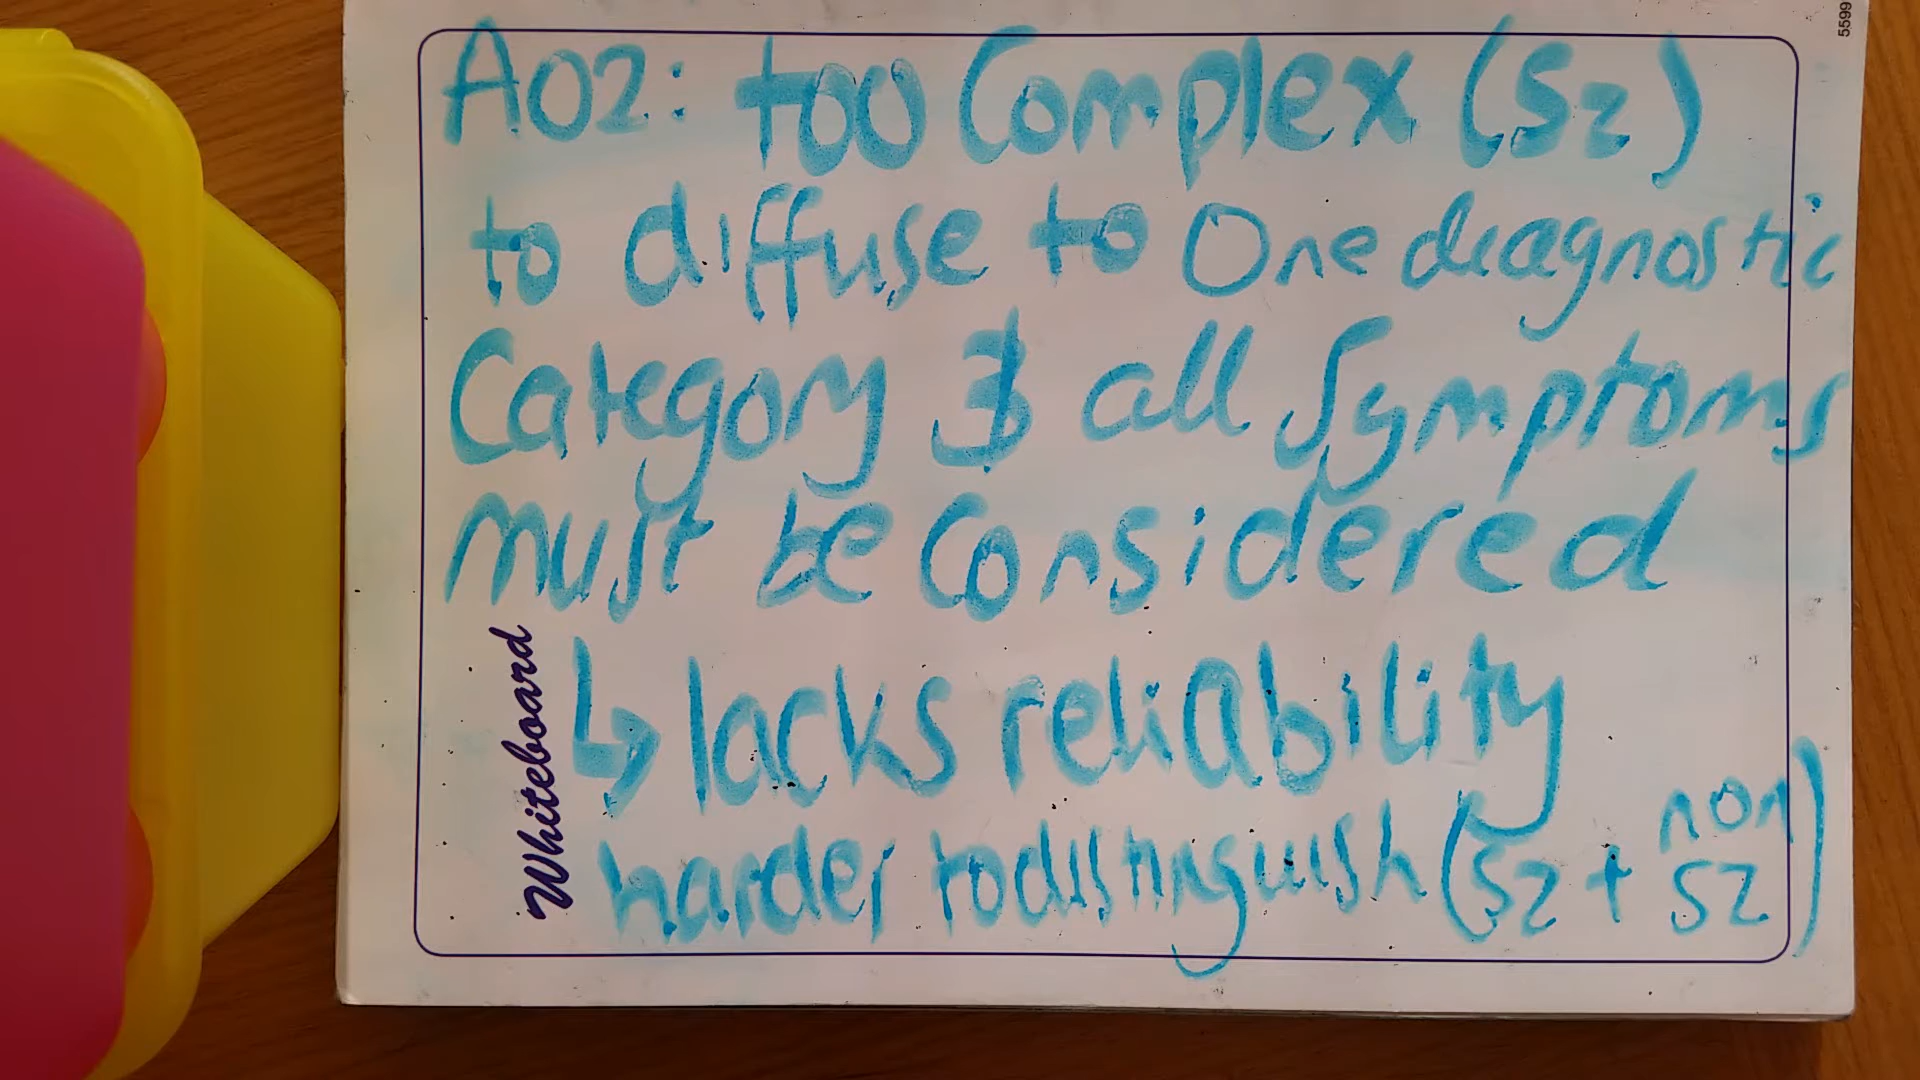 5599
AO2: too Complex (Sz)
to diffuse to One diagnostic
Category & all Symptoms
must be Considered
↳ lacks reliability
harder to distinguish (Sz + non Sz)
Whiteboard